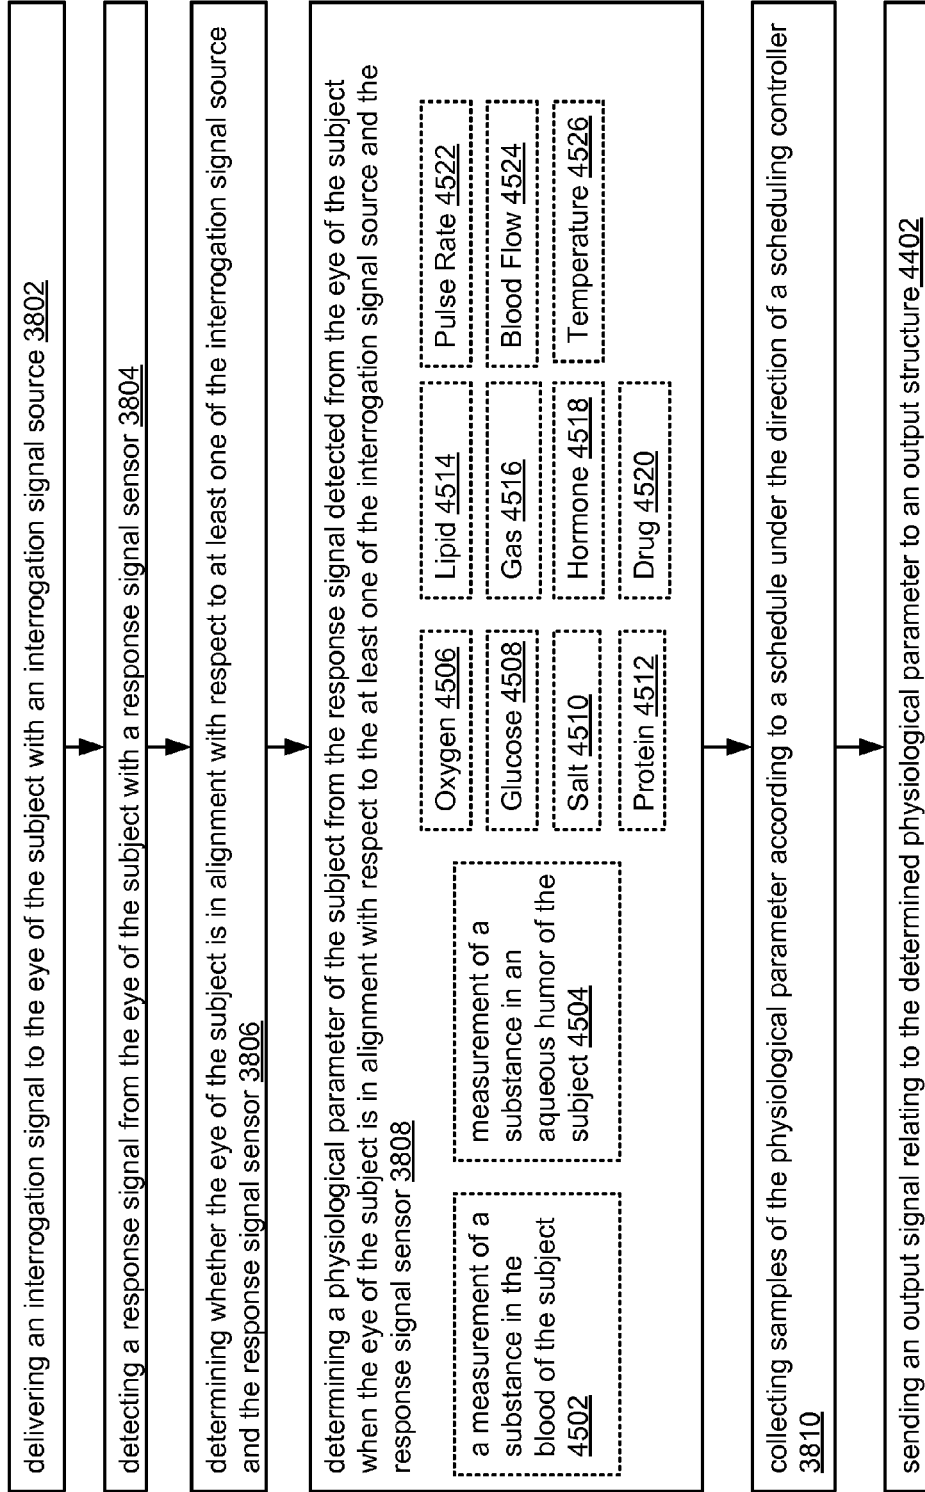 delivering an interrogation signal to the eye of the subject with an interrogation signal source 3802
detecting a response signal from the eye of the subject with a response signal sensor 3804
determining whether the eye of the subject is in alignment with respect to at least one of the interrogation signal source
and the response signal sensor 3806
determining a physiological parameter of the subject from the response signal detected from the eye of the subject
when the eye of the subject is in alignment with respect to the at least one of the interrogation signal source and the
response signal sensor 3808
a measurement of a
substance in the
blood of the subject
4502
measurement of a
substance in an
aqueous humor of the
subject 4504
Oxygen 4506
Glucose 4508
Salt 4510
Protein 4512
Lipid 4514
Gas 4516
Hormone 4518
Drug 4520
Pulse Rate 4522
Blood Flow 4524
Temperature 4526
collecting samples of the physiological parameter according to a schedule under the direction of a scheduling controller
3810
sending an output signal relating to the determined physiological parameter to an output structure 4402